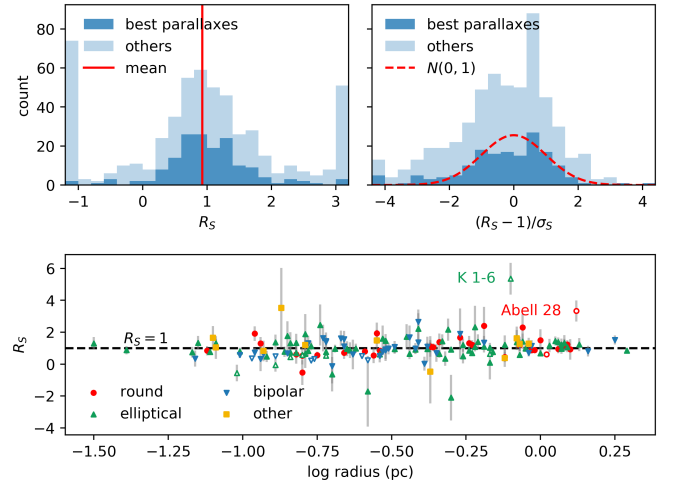 best parallaxes
others
mean
count
80
60
40
20
0
−1 0 1 2 3
R_S
best parallaxes
others
N(0, 1)
−4 −2 0 2 4
(R_S − 1)/σ_S
K 1-6
Abell 28
R_S = 1
R_S
6
4
2
0
−2
−4
round
elliptical
bipolar
other
−1.50 −1.25 −1.00 −0.75 −0.50 −0.25 0.00 0.25
log radius (pc)